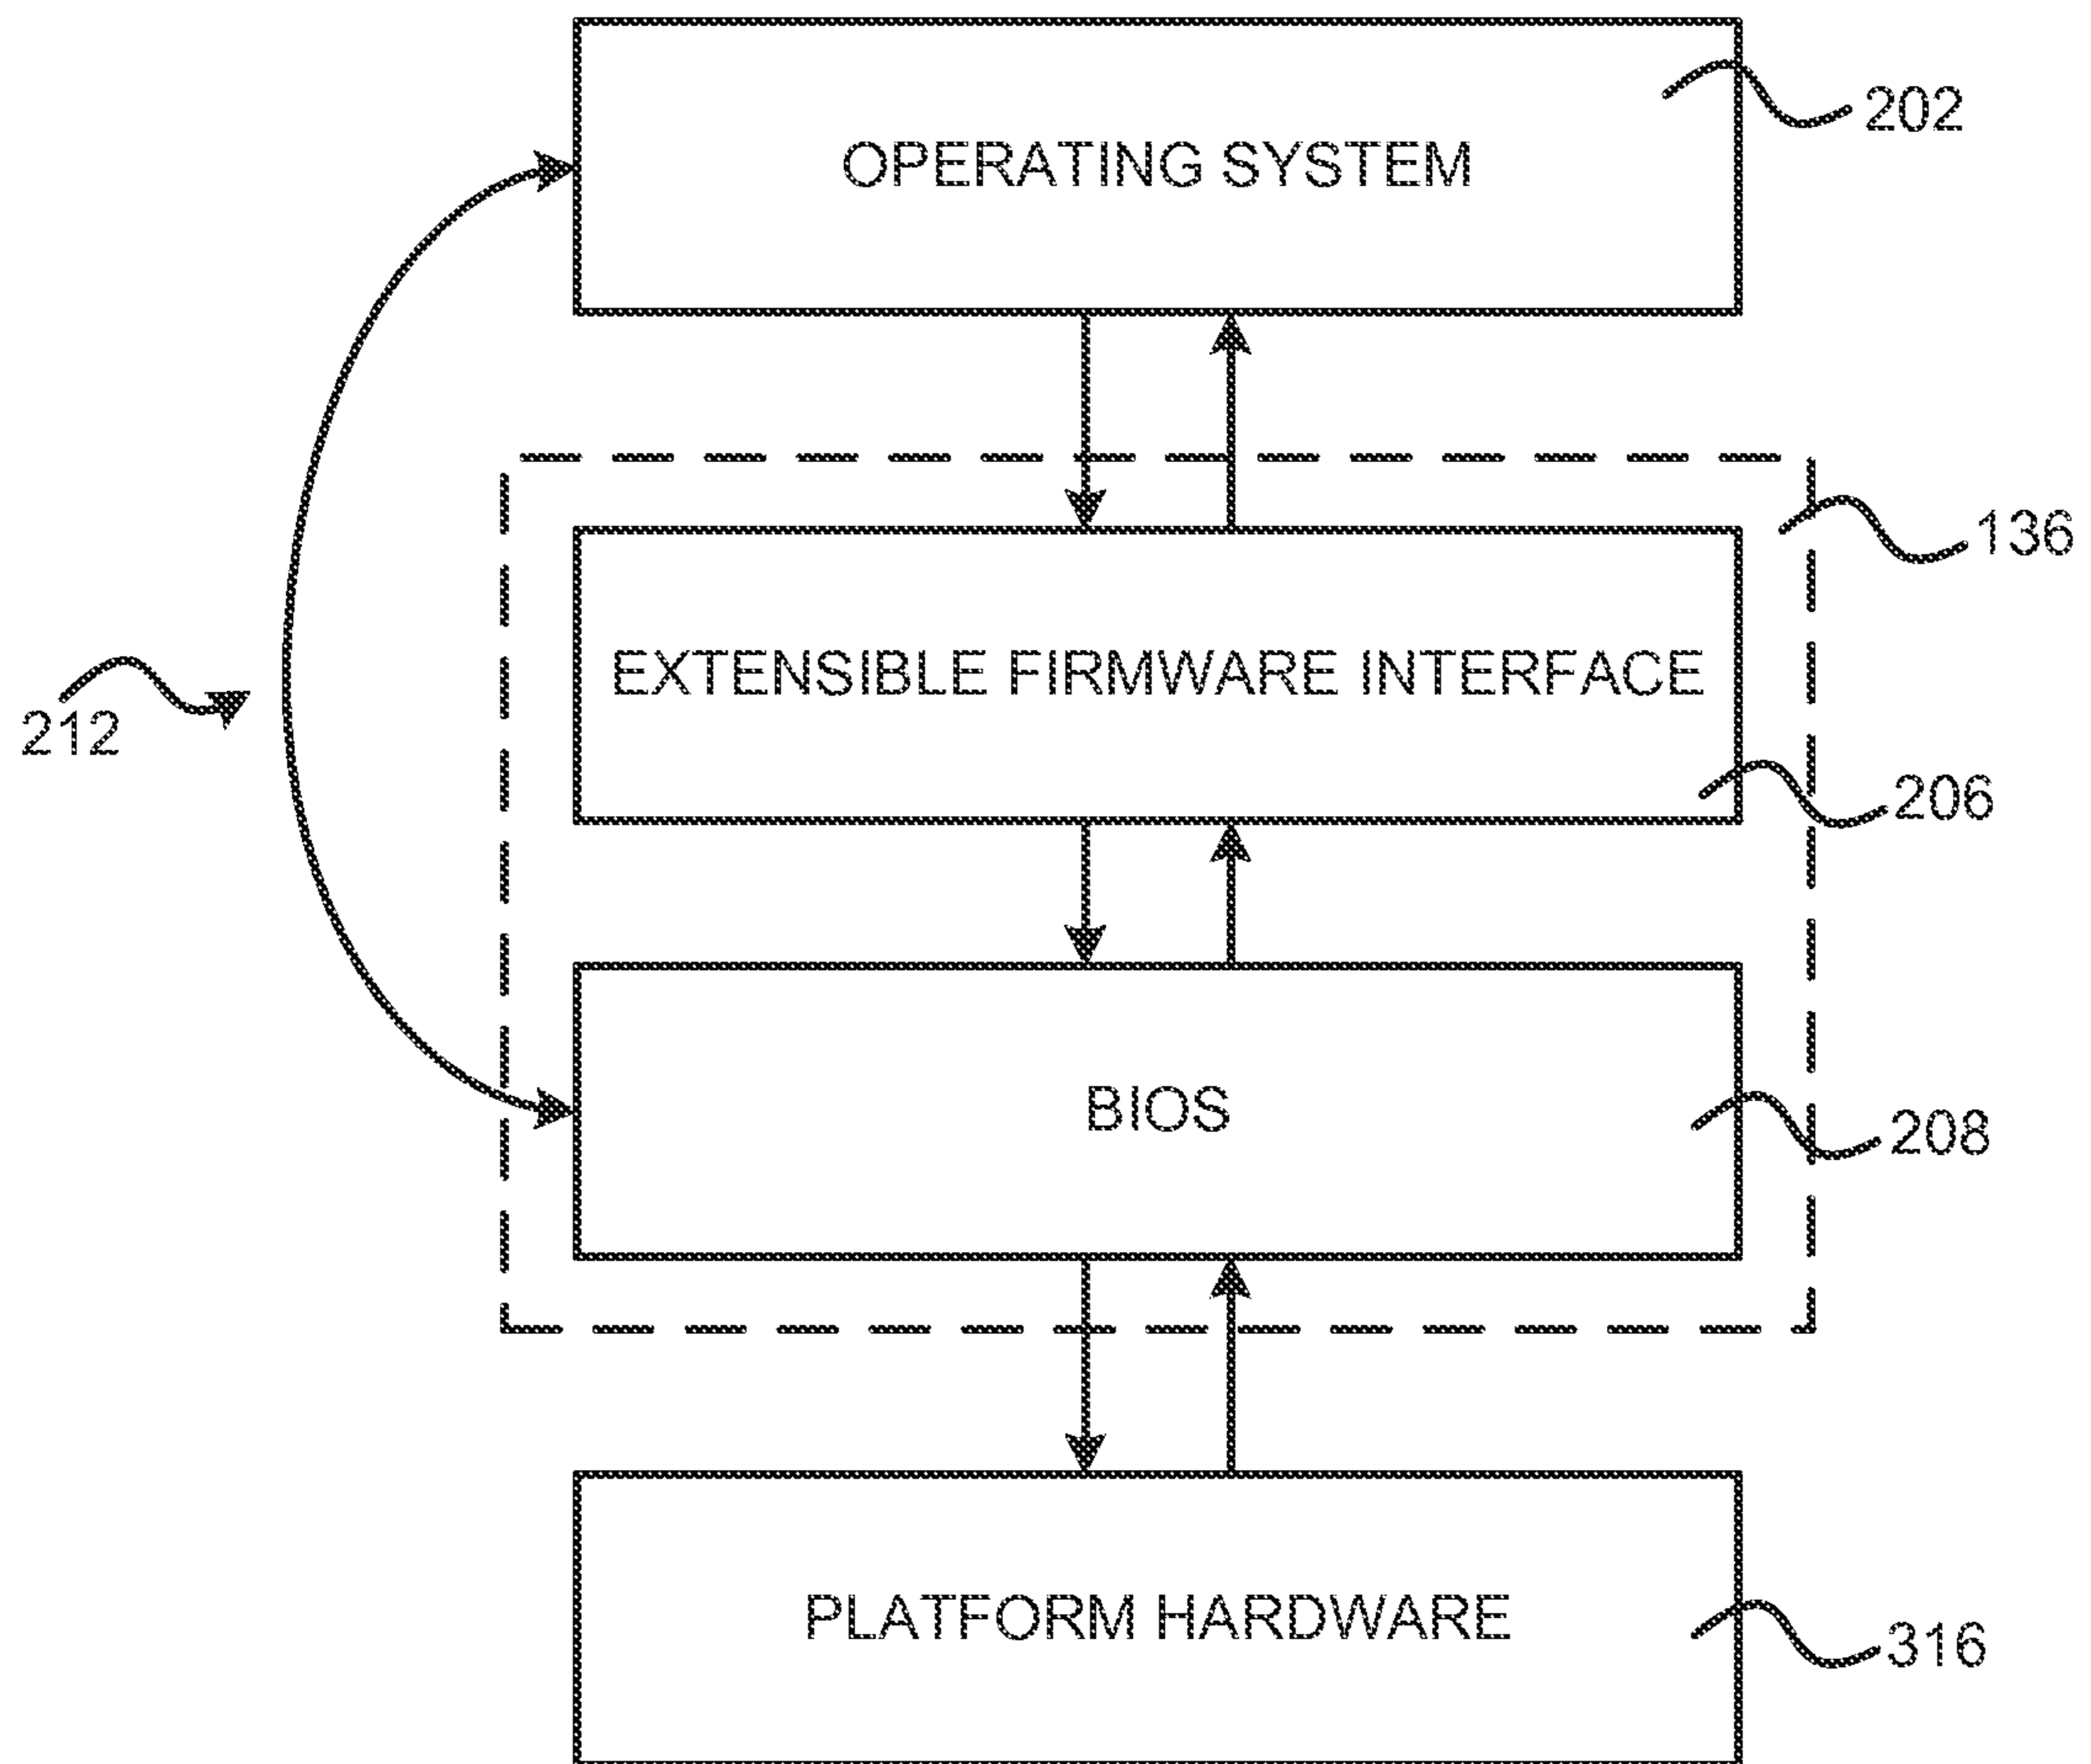 OPERATING SYSTEM
202
136
EXTENSIBLE FIRMWARE INTERFACE
212
206
BIOS
208
PLATFORM HARDWARE
316